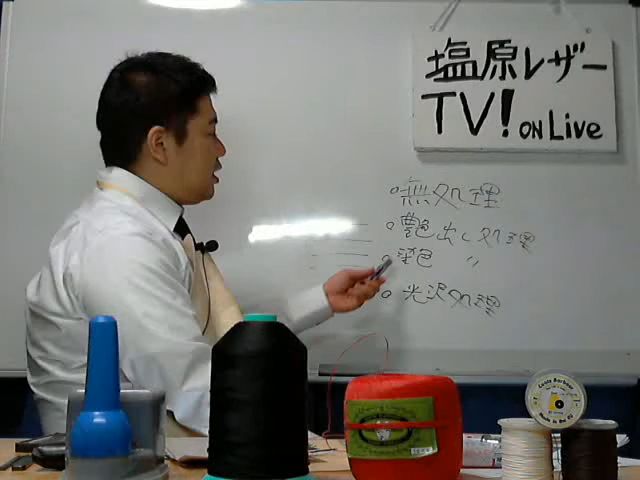 塩原レザー
TV! ON Live
○無処理
○艶出し処理
○染色 〃
○光沢処理